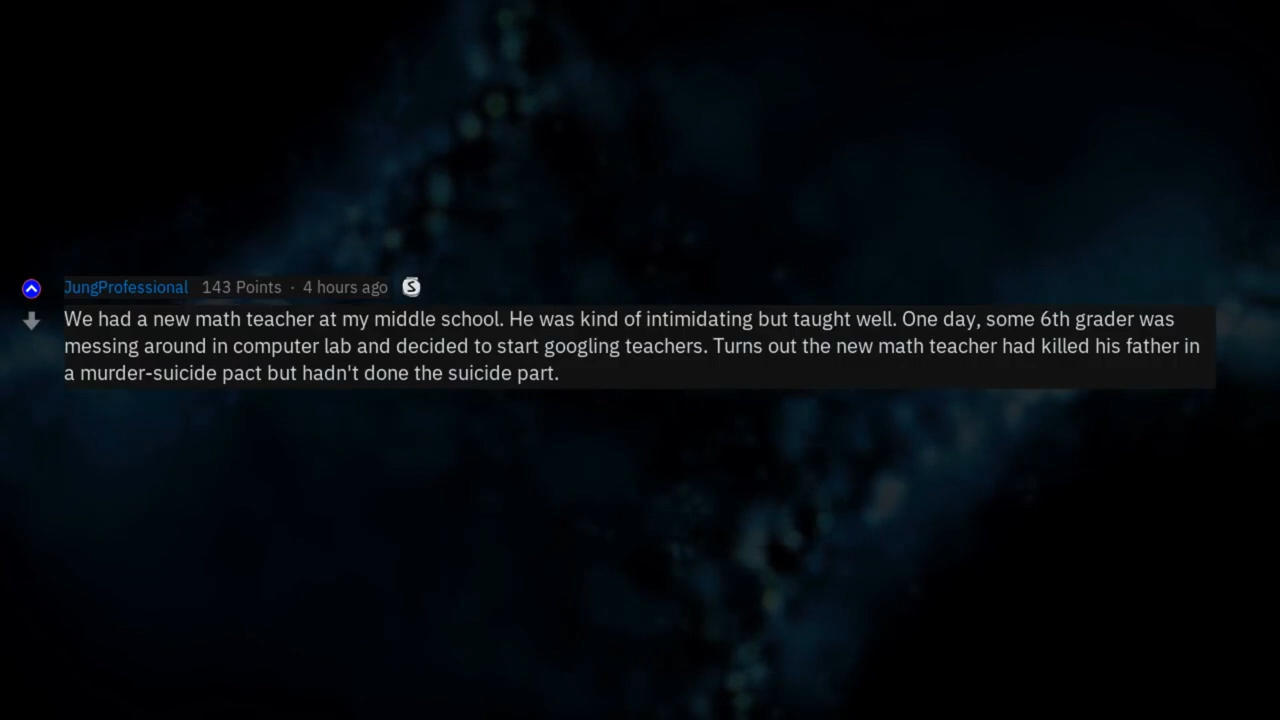 JungProfessional 143 Points · 4 hours ago S
We had a new math teacher at my middle school. He was kind of intimidating but taught well. One day, some 6th grader was
messing around in computer lab and decided to start googling teachers. Turns out the new math teacher had killed his father in
a murder-suicide pact but hadn't done the suicide part.